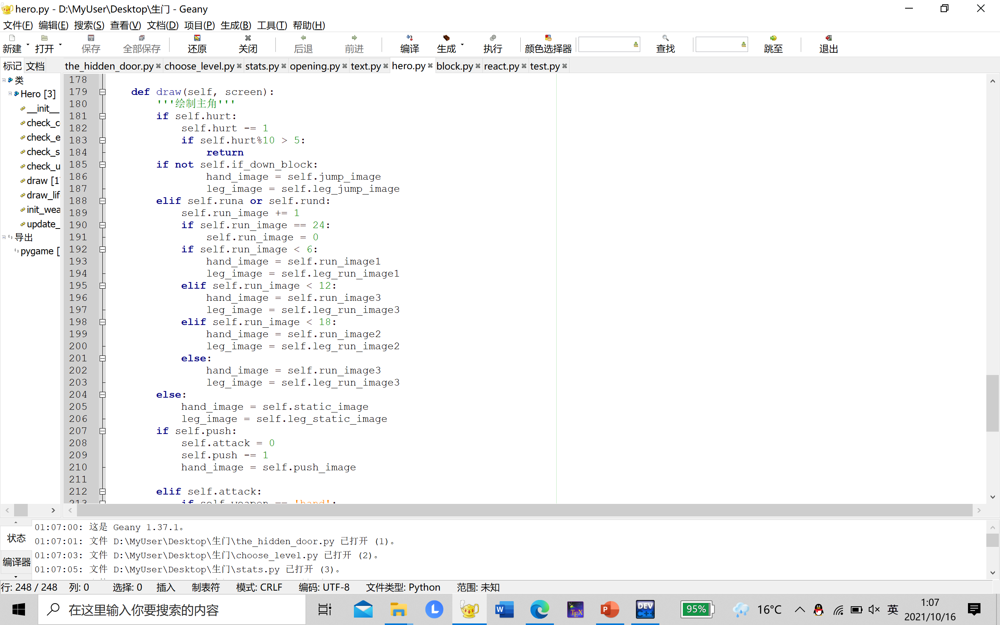 hero.py - D:\MyUser\Desktop\生门 - Geany
文件(F) 编辑(E) 搜索(S) 查看(V) 文档(D) 项目(P) 生成(B) 工具(T) 帮助(H)
新建 打开 保存 全部保存 还原 关闭 后退 前进 编译 生成 执行 颜色选择器 查找 跳至 退出
标记 文档 the_hidden_door.py choose_level.py stats.py opening.py text.py hero.py block.py react.py test.py
类
Hero [3]
__init__
check_c
check_e
check_s
check_u
draw [1
draw_lif
init_wea
update_
导出
pygame [
178
179 def draw(self, screen):
180 '''绘制主角'''
181 if self.hurt:
182 self.hurt -= 1
183 if self.hurt%10 > 5:
184 return
185 if not self.if_down_block:
186 hand_image = self.jump_image
187 leg_image = self.leg_jump_image
188 elif self.runa or self.rund:
189 self.run_image += 1
190 if self.run_image == 24:
191 self.run_image = 0
192 if self.run_image < 6:
193 hand_image = self.run_image1
194 leg_image = self.leg_run_image1
195 elif self.run_image < 12:
196 hand_image = self.run_image3
197 leg_image = self.leg_run_image3
198 elif self.run_image < 18:
199 hand_image = self.run_image2
200 leg_image = self.leg_run_image2
201 else:
202 hand_image = self.run_image3
203 leg_image = self.leg_run_image3
204 else:
205 hand_image = self.static_image
206 leg_image = self.leg_static_image
207 if self.push:
208 self.attack = 0
209 self.push -= 1
210 hand_image = self.push_image
211
212 elif self.attack:
213 if self.weapon == 'hand':
状态
编译器
01:07:00: 这是 Geany 1.37.1。
01:07:01: 文件 D:\MyUser\Desktop\生门\the_hidden_door.py 已打开 (1)。
01:07:03: 文件 D:\MyUser\Desktop\生门\choose_level.py 已打开 (2)。
01:07:05: 文件 D:\MyUser\Desktop\生门\stats.py 已打开 (3)。
行: 248 / 248 列: 0 选择: 0 插入 制表符 模式: CRLF 编码: UTF-8 文件类型: Python 范围: 未知
在这里输入你要搜索的内容
L
W
TEX
P
DEV C++
95%
16°C
英
1:07
2021/10/16